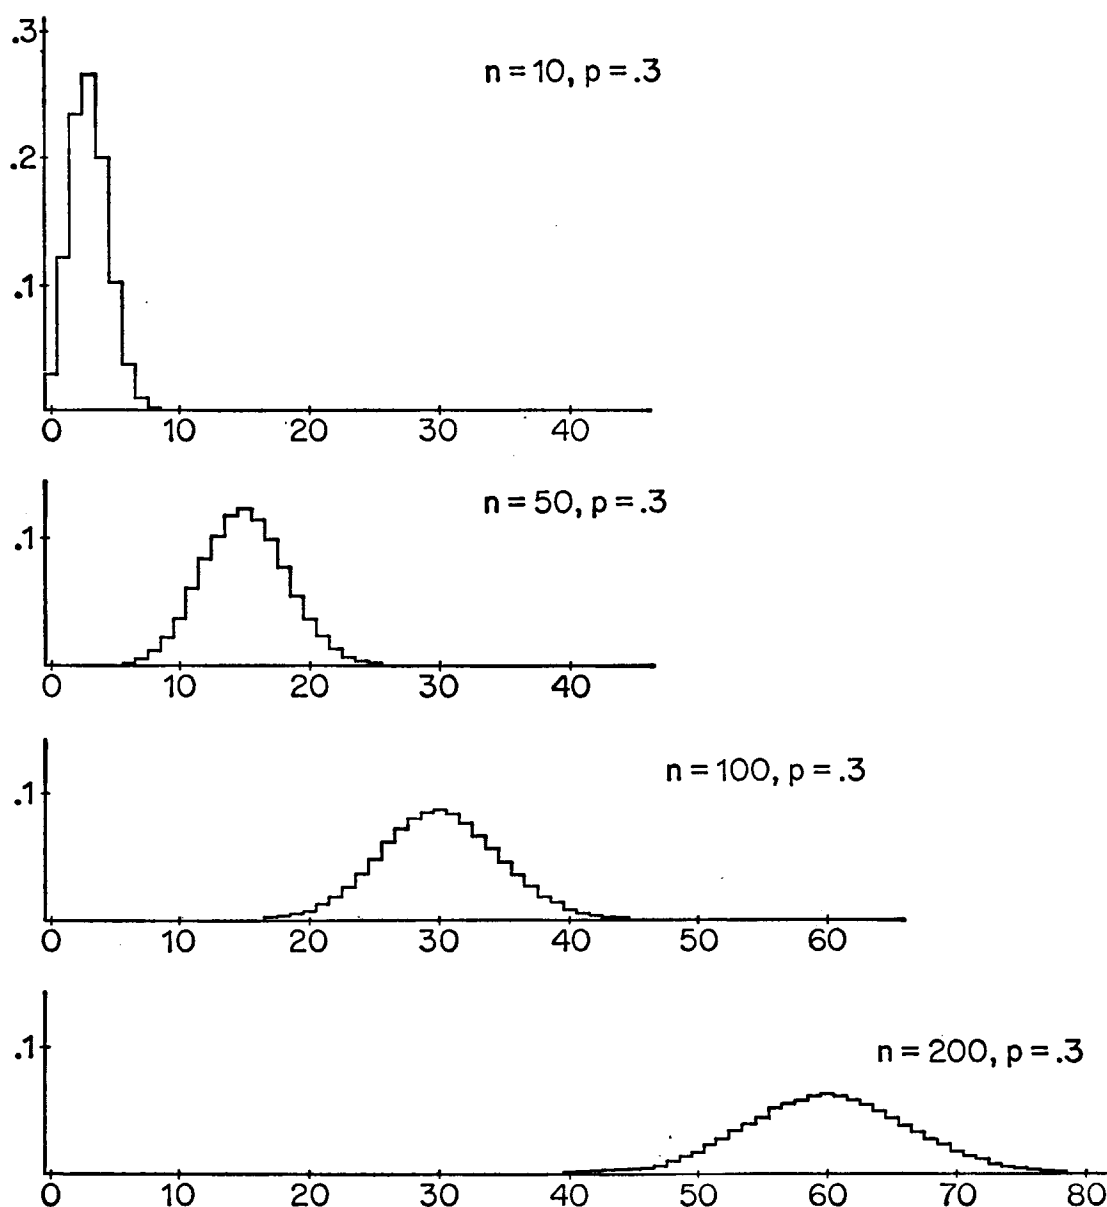 .3
n = 10, p = .3
.2
.1
0 10 20 30 40
n = 50, p = .3
.1
0 10 20 30 40
n = 100, p = .3
.1
0 10 20 30 40 50 60
n = 200, p = .3
.1
0 10 20 30 40 50 60 70 80